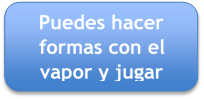 Puedes hacer
formas con el
vapor y jugar